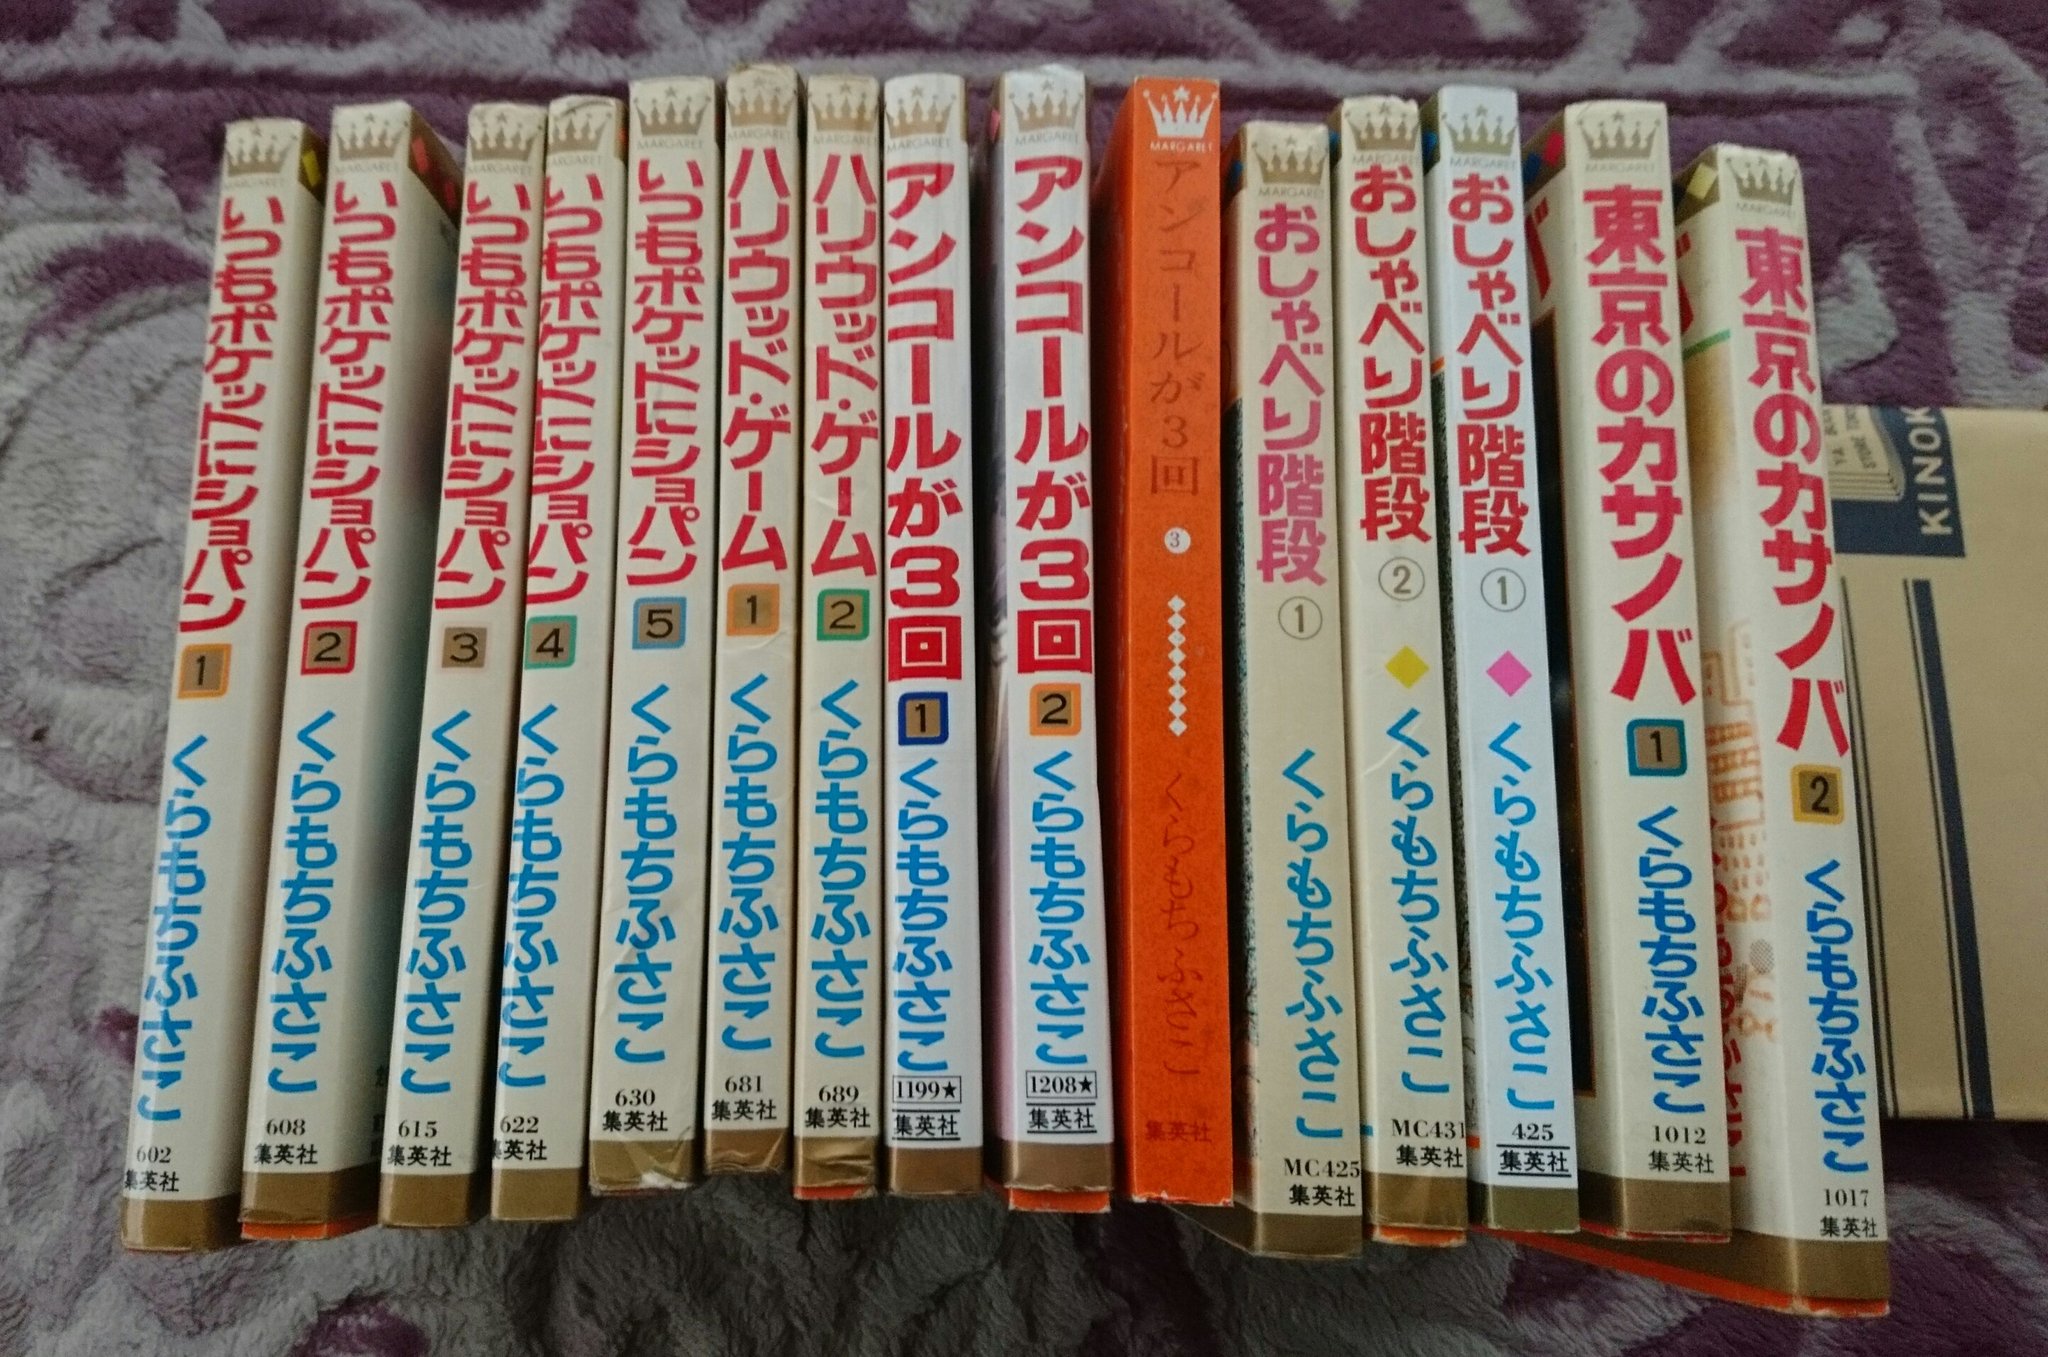 MARGARET
いつもポケットにショパン
1
くらもちふさこ
602
集英社
MARGARET
いつもポケットにショパン
2
くらもちふさこ
608
集英社
MARGARET
いつもポケットにショパン
3
くらもちふさこ
615
集英社
MARGARET
いつもポケットにショパン
4
くらもちふさこ
622
集英社
MARGARET
いつもポケットにショパン
5
くらもちふさこ
630
集英社
MARGARET
ハリウッド・ゲーム
1
くらもちふさこ
681
集英社
MARGARET
ハリウッド・ゲーム
2
くらもちふさこ
689
集英社
MARGARET
アンコールが3回
1
くらもちふさこ
1199★
集英社
MARGARET
アンコールが3回
2
くらもちふさこ
1208★
集英社
MARGARET
アンコールが3回
3
くらもちふさこ
集英社
MARGARET
おしゃべり階段
1
くらもちふさこ
MC425
集英社
MARGARET
おしゃべり階段
2
くらもちふさこ
MC431
集英社
MARGARET
おしゃべり階段
1
くらもちふさこ
425
集英社
MARGARET
東京のカサノバ
1
くらもちふさこ
1012
集英社
MARGARET
東京のカサノバ
2
くらもちふさこ
1017
集英社
KINOK